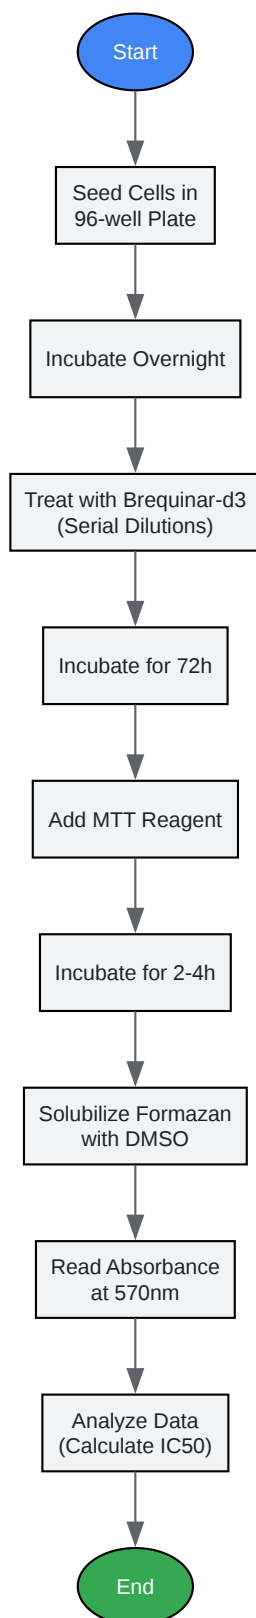 Start
Seed Cells in
96-well Plate
Incubate Overnight
Treat with Brequinar-d3
(Serial Dilutions)
Incubate for 72h
Add MTT Reagent
Incubate for 2-4h
Solubilize Formazan
with DMSO
Read Absorbance
at 570nm
Analyze Data
(Calculate IC50)
End